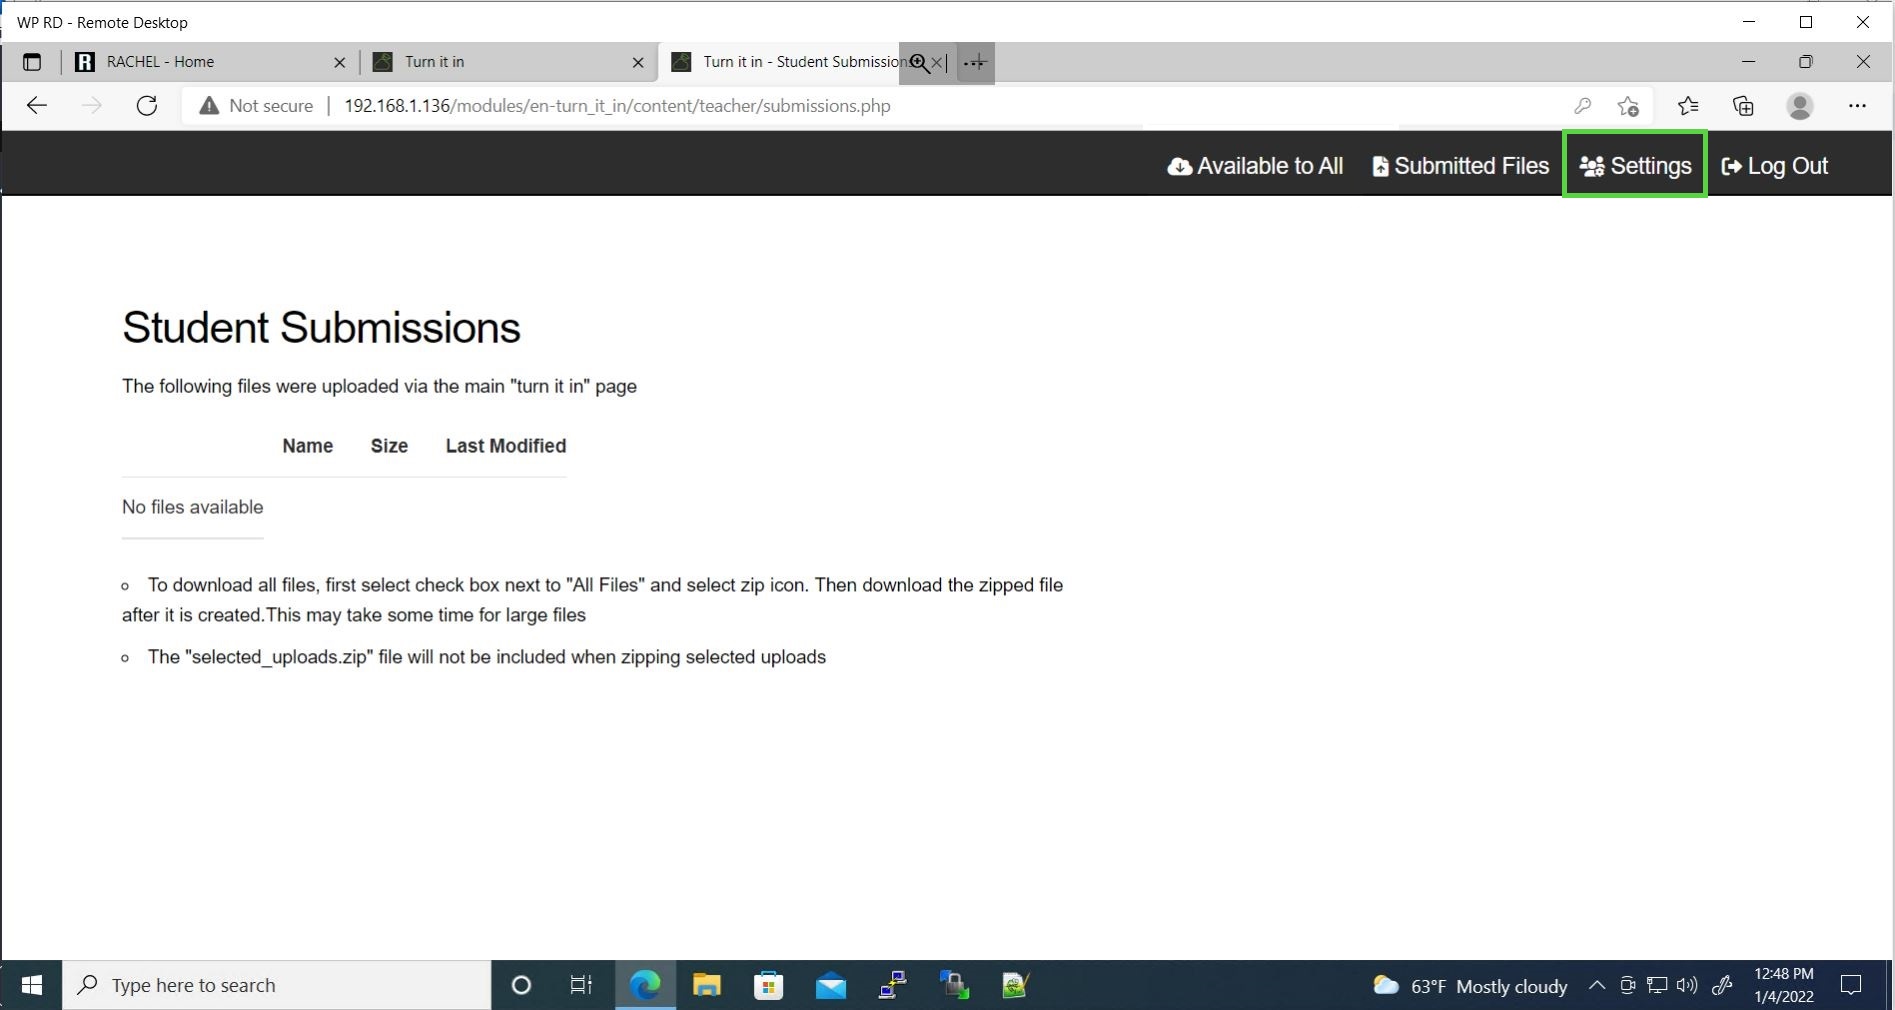 WP RD - Remote Desktop
RACHEL - Home
Turn it in
Turn it in - Student Submission
Not secure | 192.168.1.136/modules/en-turn_it_in/content/teacher/submissions.php
Available to All Submitted Files Settings Log Out
Student Submissions
The following files were uploaded via the main "turn it in" page
Name Size Last Modified
No files available
To download all files, first select check box next to "All Files" and select zip icon. Then download the zipped file
after it is created.This may take some time for large files
The "selected_uploads.zip" file will not be included when zipping selected uploads
Type here to search
63°F Mostly cloudy
12:48 PM
1/4/2022